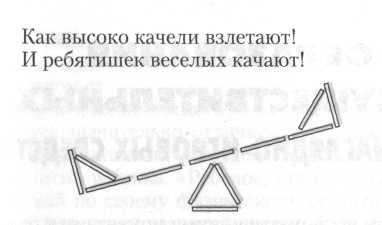 Как высоко качели взлетают!
И ребятишек веселых качают!